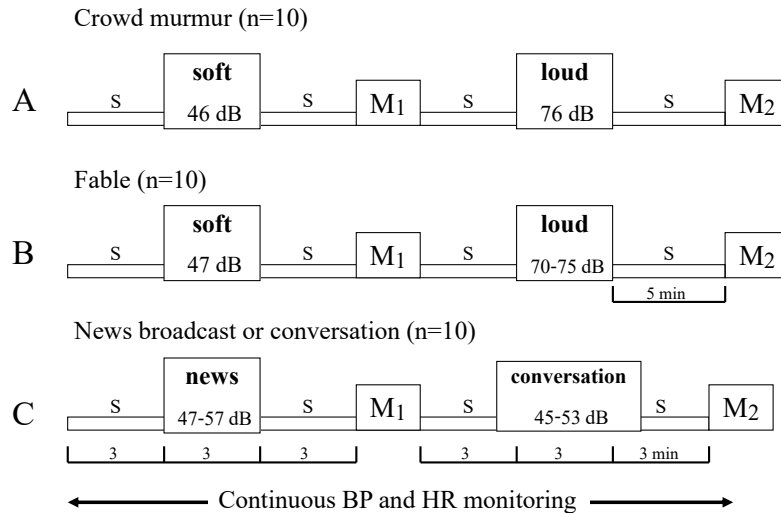 Crowd murmur (n=10)
A
S
soft
46 dB
S
M1
S
loud
76 dB
S
M2
Fable (n=10)
B
S
soft
47 dB
S
M1
S
loud
70-75 dB
S
M2
5 min
News broadcast or conversation (n=10)
C
S
news
47-57 dB
S
M1
S
conversation
45-53 dB
S
M2
3 3 3 3 3 3 min
Continuous BP and HR monitoring